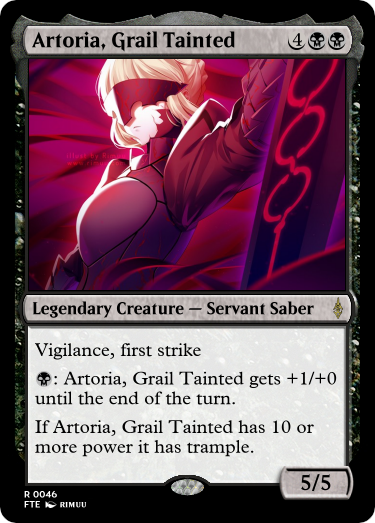 Artoria, Grail Tainted 4
Legendary Creature — Servant Saber
Vigilance, first strike
: Artoria, Grail Tainted gets +1/+0
until the end of the turn.
If Artoria, Grail Tainted has 10 or
more power it has trample.
5/5
R 0046
FTE RIMUU